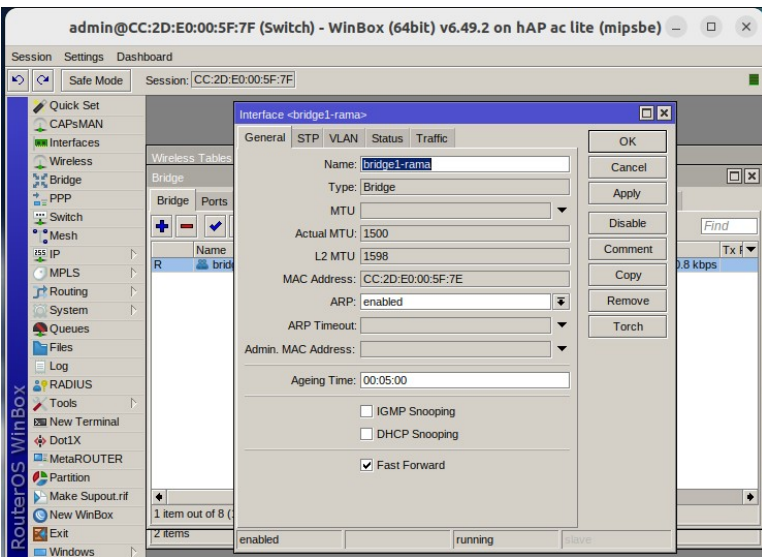 admin@CC:2D:E0:00:5F:7F (Switch) - WinBox (64bit) v6.49.2 on hAP ac lite (mipsbe)
Session Settings Dashboard
Safe Mode Session: CC:2D:E0:00:5F:7F
Quick Set
CAPsMAN
Interfaces
Wireless
Bridge
PPP
Switch
Mesh
IP
MPLS
Routing
System
Queues
Files
Log
RADIUS
Tools
New Terminal
Dot1X
MetaROUTER
Partition
Make Supout.rif
New WinBox
Exit
Windows
RouterOS WinBox
Wireless Tables
Bridge
Bridge Ports
Find
Name
R
0.8 kbps
1 item out of 8
2 items
Interface <bridge1-rama>
General STP VLAN Status Traffic
Name: bridge1-rama
Type: Bridge
MTU
Actual MTU: 1500
L2 MTU 1598
MAC Address: CC:2D:E0:00:5F:7E
ARP: enabled
ARP Timeout:
Admin. MAC Address:
Ageing Time: 00:05:00
IGMP Snooping
DHCP Snooping
Fast Forward
enabled running slave
OK
Cancel
Apply
Disable
Comment
Copy
Remove
Torch